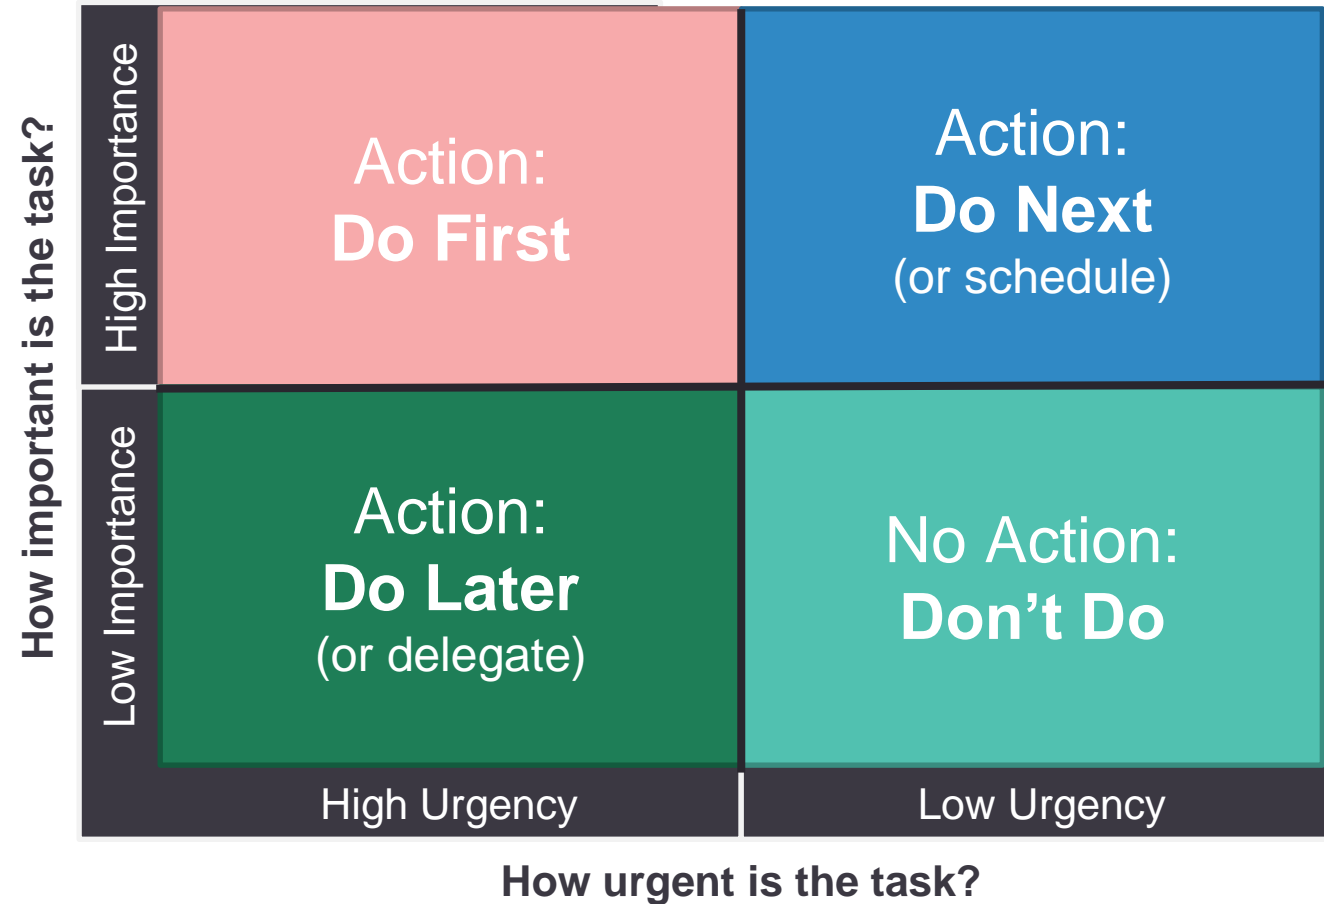 How important is the task?
High Importance
Action:
Do First
Action:
Do Next
(or schedule)
Low Importance
Action:
Do Later
(or delegate)
No Action:
Don’t Do
High Urgency
Low Urgency
How urgent is the task?